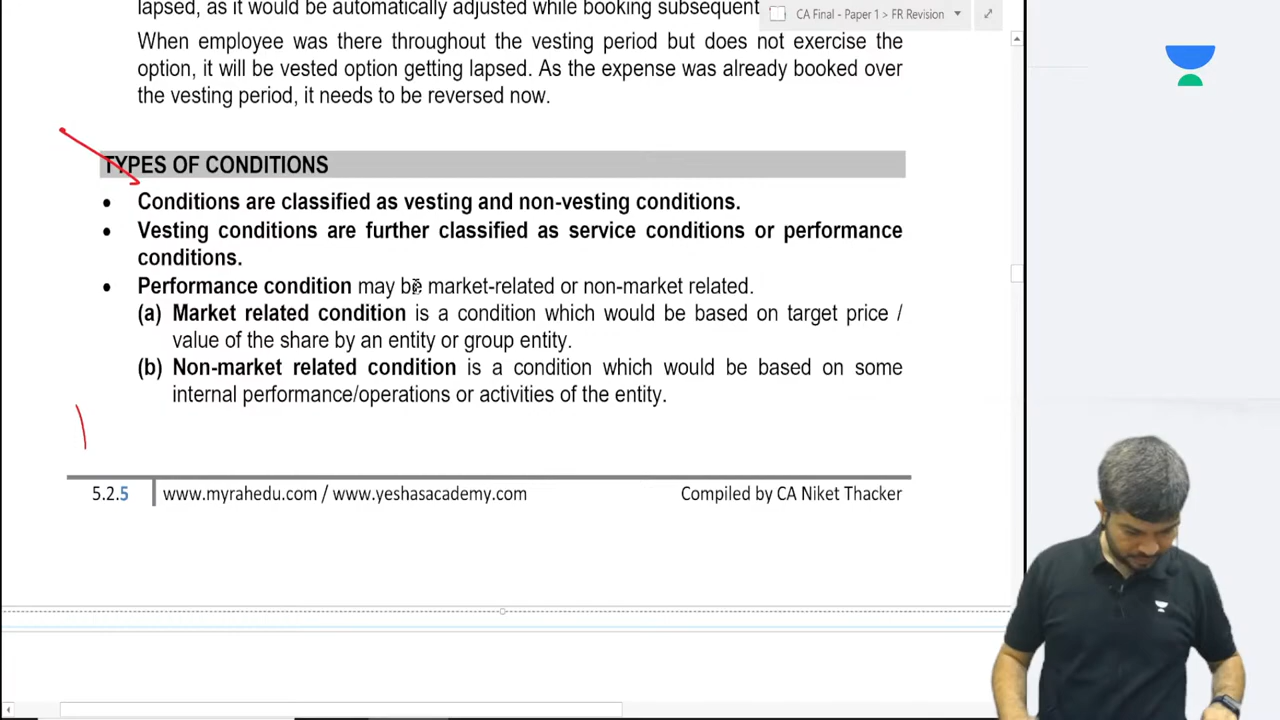 lapsed, as it would be automatically adjusted while booking subsequent
CA Final - Paper 1 > FR Revision
When employee was there throughout the vesting period but does not exercise the
option, it will be vested option getting lapsed. As the expense was already booked over
the vesting period, it needs to be reversed now.
TYPES OF CONDITIONS
• Conditions are classified as vesting and non-vesting conditions.
• Vesting conditions are further classified as service conditions or performance
conditions.
• Performance condition may be market-related or non-market related.
(a) Market related condition is a condition which would be based on target price /
value of the share by an entity or group entity.
(b) Non-market related condition is a condition which would be based on some
internal performance/operations or activities of the entity.
5.2.5 www.myrahedu.com / www.yeshasacademy.com Compiled by CA Niket Thacker